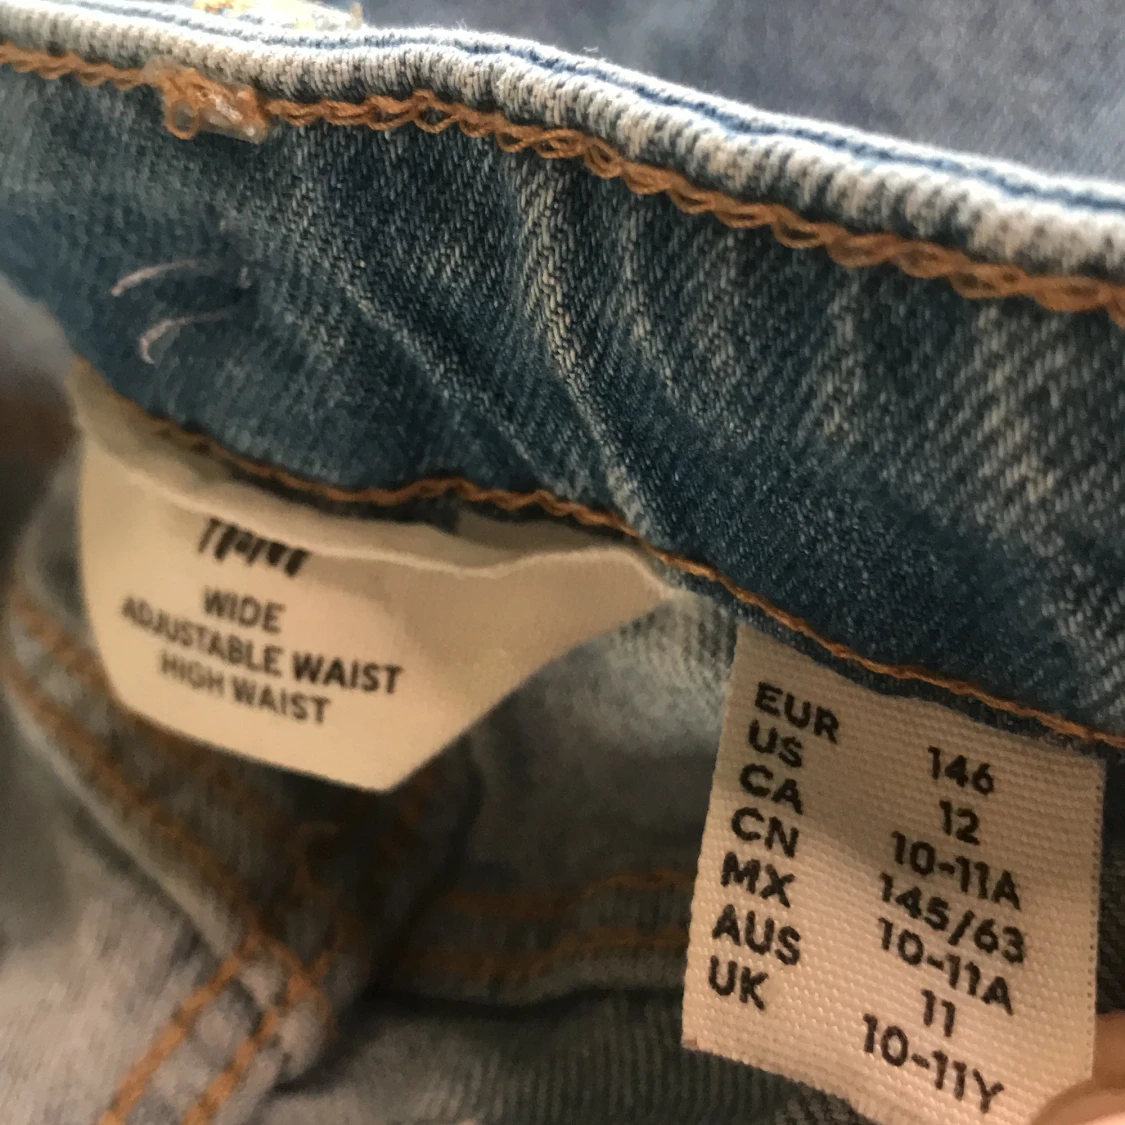 WIDE
ADJUSTABLE WAIST
HIGH WAIST
EUR 146
US 12
CA 10-11A
CN 145/63
MX 10-11A
AUS 11
UK 10-11Y